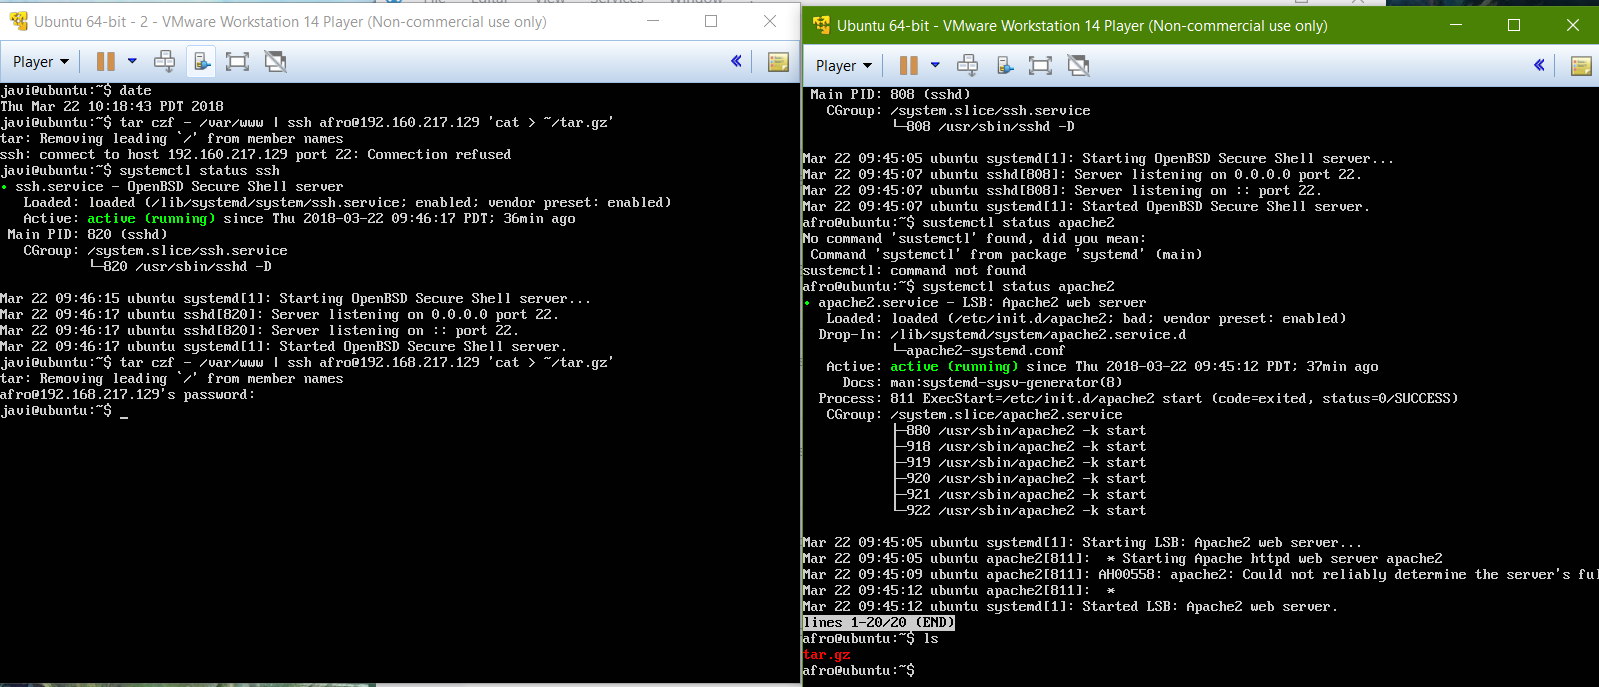 Ubuntu 64-bit - 2 - VMware Workstation 14 Player (Non-commercial use only)
Player
javi@ubuntu:~$ date
Thu Mar 22 10:18:43 PDT 2018
javi@ubuntu:~$ tar czf - /var/www | ssh afro@192.160.217.129 'cat > ~/tar.gz'
tar: Removing leading `/' from member names
ssh: connect to host 192.160.217.129 port 22: Connection refused
javi@ubuntu:~$ systemctl status ssh
• ssh.service - OpenBSD Secure Shell server
Loaded: loaded (/lib/systemd/system/ssh.service; enabled; vendor preset: enabled)
Active: active (running) since Thu 2018-03-22 09:46:17 PDT; 36min ago
Main PID: 820 (sshd)
CGroup: /system.slice/ssh.service
└─820 /usr/sbin/sshd -D
Mar 22 09:46:15 ubuntu systemd[1]: Starting OpenBSD Secure Shell server...
Mar 22 09:46:17 ubuntu sshd[820]: Server listening on 0.0.0.0 port 22.
Mar 22 09:46:17 ubuntu sshd[820]: Server listening on :: port 22.
Mar 22 09:46:17 ubuntu systemd[1]: Started OpenBSD Secure Shell server.
javi@ubuntu:~$ tar czf - /var/www | ssh afro@192.168.217.129 'cat > ~/tar.gz'
tar: Removing leading `/' from member names
afro@192.168.217.129's password:
javi@ubuntu:~$ _
Ubuntu 64-bit - VMware Workstation 14 Player (Non-commercial use only)
Player
Main PID: 808 (sshd)
CGroup: /system.slice/ssh.service
└─808 /usr/sbin/sshd -D
Mar 22 09:45:05 ubuntu systemd[1]: Starting OpenBSD Secure Shell server...
Mar 22 09:45:07 ubuntu sshd[808]: Server listening on 0.0.0.0 port 22.
Mar 22 09:45:07 ubuntu sshd[808]: Server listening on :: port 22.
Mar 22 09:45:07 ubuntu systemd[1]: Started OpenBSD Secure Shell server.
afro@ubuntu:~$ sustemctl status apache2
No command 'sustemctl' found, did you mean:
Command 'systemctl' from package 'systemd' (main)
sustemctl: command not found
afro@ubuntu:~$ systemctl status apache2
• apache2.service - LSB: Apache2 web server
Loaded: loaded (/etc/init.d/apache2; bad; vendor preset: enabled)
Drop-In: /lib/systemd/system/apache2.service.d
└─apache2-systemd.conf
Active: active (running) since Thu 2018-03-22 09:45:12 PDT; 37min ago
Docs: man:systemd-sysv-generator(8)
Process: 811 ExecStart=/etc/init.d/apache2 start (code=exited, status=0/SUCCESS)
CGroup: /system.slice/apache2.service
├─880 /usr/sbin/apache2 -k start
├─918 /usr/sbin/apache2 -k start
├─919 /usr/sbin/apache2 -k start
├─920 /usr/sbin/apache2 -k start
├─921 /usr/sbin/apache2 -k start
└─922 /usr/sbin/apache2 -k start
Mar 22 09:45:05 ubuntu systemd[1]: Starting LSB: Apache2 web server...
Mar 22 09:45:05 ubuntu apache2[811]:  * Starting Apache httpd web server apache2
Mar 22 09:45:09 ubuntu apache2[811]: AH00558: apache2: Could not reliably determine the server's ful
Mar 22 09:45:12 ubuntu apache2[811]:  *
Mar 22 09:45:12 ubuntu systemd[1]: Started LSB: Apache2 web server.
lines 1-20/20 (END)
afro@ubuntu:~$ ls
tar.gz
afro@ubuntu:~$